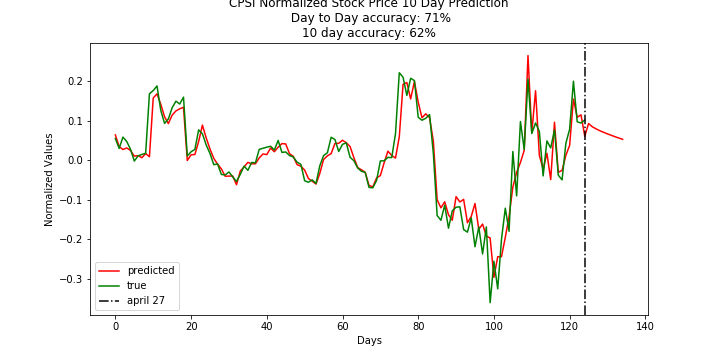 CPSI Normalized Stock Price 10 Day Prediction
Day to Day accuracy: 71%
10 day accuracy: 62%
Normalized Values
0.2
0.1
0.0
−0.1
−0.2
−0.3
predicted
true
april 27
0
20
40
60
80
100
120
140
Days